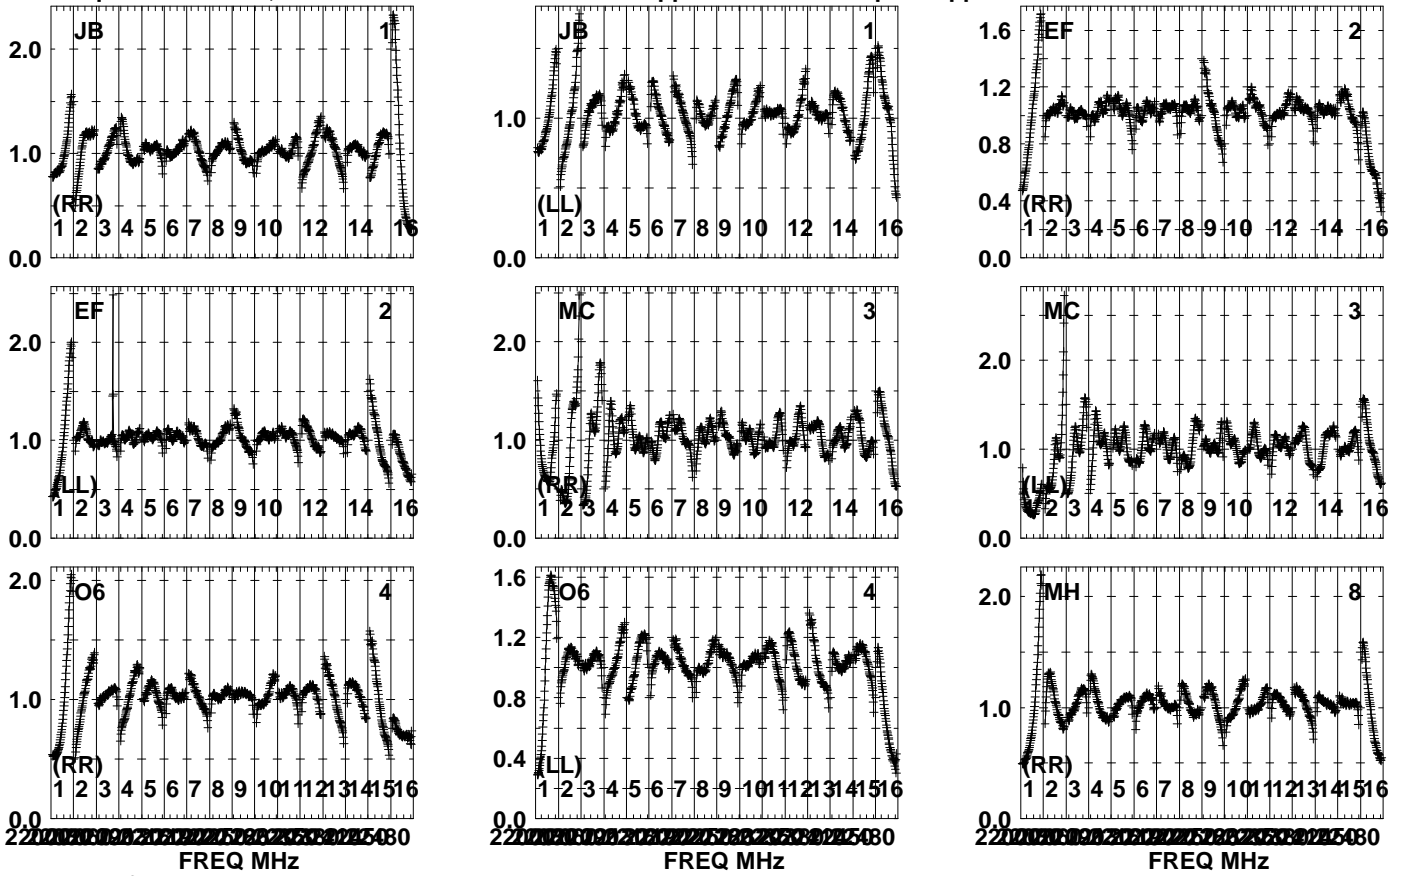 JB 1
2.0
1.0
(RR)
1 2 3 4 5 6 7 8 9 10 12 14 16
0.0
JB 1
1.0
(LL)
1 2 3 4 5 6 7 8 9 10 12 14 16
0.0
EF 2
1.6
1.2
0.8
0.4
(RR)
1 2 3 4 5 6 7 8 9 10 12 14 16
0.0
EF 2
2.0
1.0
(LL)
1 2 3 4 5 6 7 8 9 10 12 14 16
0.0
MC 3
2.0
1.0
(RR)
1 2 3 4 5 6 7 8 9 10 12 14 16
0.0
MC 3
2.0
1.0
(LL)
1 2 3 4 5 6 7 8 9 10 12 14 16
0.0
O6 4
2.0
1.0
(RR)
1 2 3 4 5 6 7 8 9 10 11 12 13 14 15 16
0.0
FREQ MHz
O6 4
1.6
1.2
0.8
0.4
(LL)
1 2 3 4 5 6 7 8 9 10 11 12 13 14 15 16
0.0
FREQ MHz
MH 8
2.0
1.0
(RR)
1 2 3 4 5 6 7 8 9 10 11 12 13 14 15 16
0.0
FREQ MHz